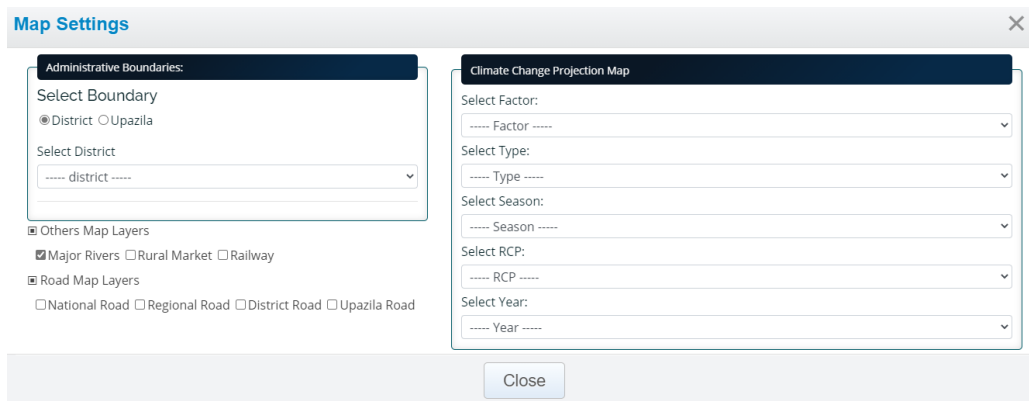 Map Settings
Administrative Boundaries:
Select Boundary
District Upazila
Select District
----- district -----
Others Map Layers
Major Rivers Rural Market Railway
Road Map Layers
National Road Regional Road District Road Upazila Road
Climate Change Projection Map
Select Factor:
----- Factor -----
Select Type:
----- Type -----
Select Season:
----- Season -----
Select RCP:
----- RCP -----
Select Year:
----- Year -----
Close